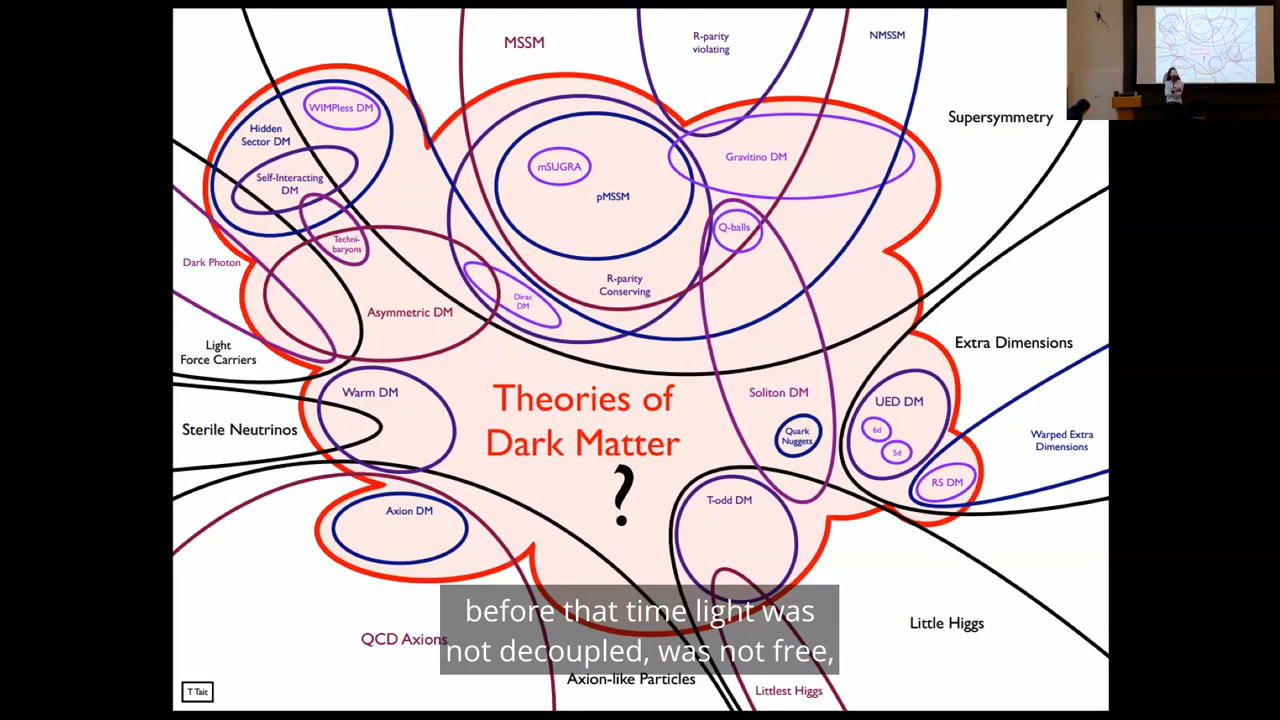 MSSM
R-parity
violating
NMSSM
WIMPless DM
Hidden
Sector DM
Self-Interacting
DM
Techni-
baryons
mSUGRA
pMSSM
Gravitino DM
Supersymmetry
Q-balls
Dark Photon
Asymmetric DM
Dirac
DM
R-parity
Conserving
Light
Force Carriers
Extra Dimensions
Warm DM
Theories of
Dark Matter
?
Soliton DM
Quark
Nuggets
UED DM
6d
5d
RS DM
Warped Extra
Dimensions
Sterile Neutrinos
Axion DM
T-odd DM
before that time light was
not decoupled, was not free,
QCD Axions
Axion-like Particles
Little Higgs
Littlest Higgs
T Tait